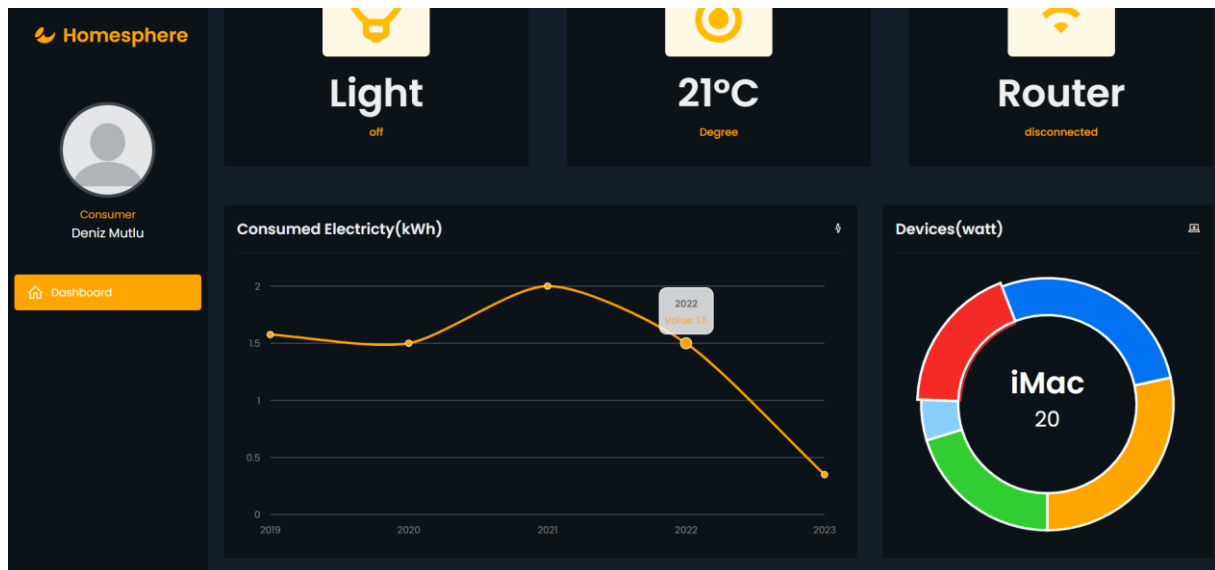 Homesphere
Consumer
Deniz Mutlu
Dashboard
Light
off
21°C
Degree
Router
disconnected
Consumed Electricty(kWh)
2
1.5
1
0.5
0
2019
2020
2021
2022
2023
2022
Value: 1.5
Devices(watt)
iMac
20